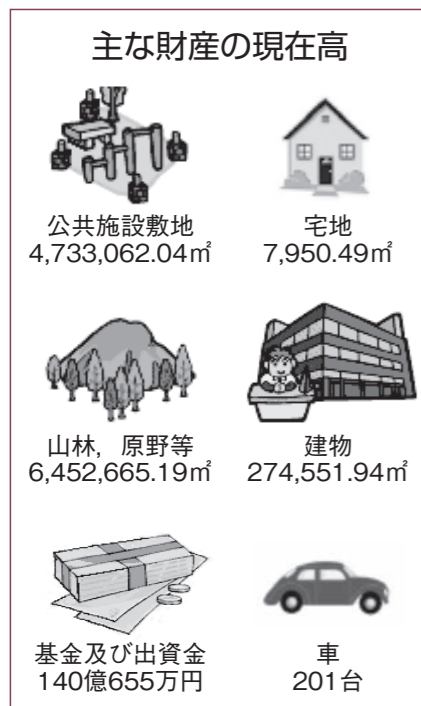 主な財産の現在高
公共施設敷地
4,733,062.04㎡
宅地
7,950.49㎡
山林，原野等
6,452,665.19㎡
建物
274,551.94㎡
基金及び出資金
140億655万円
車
201台